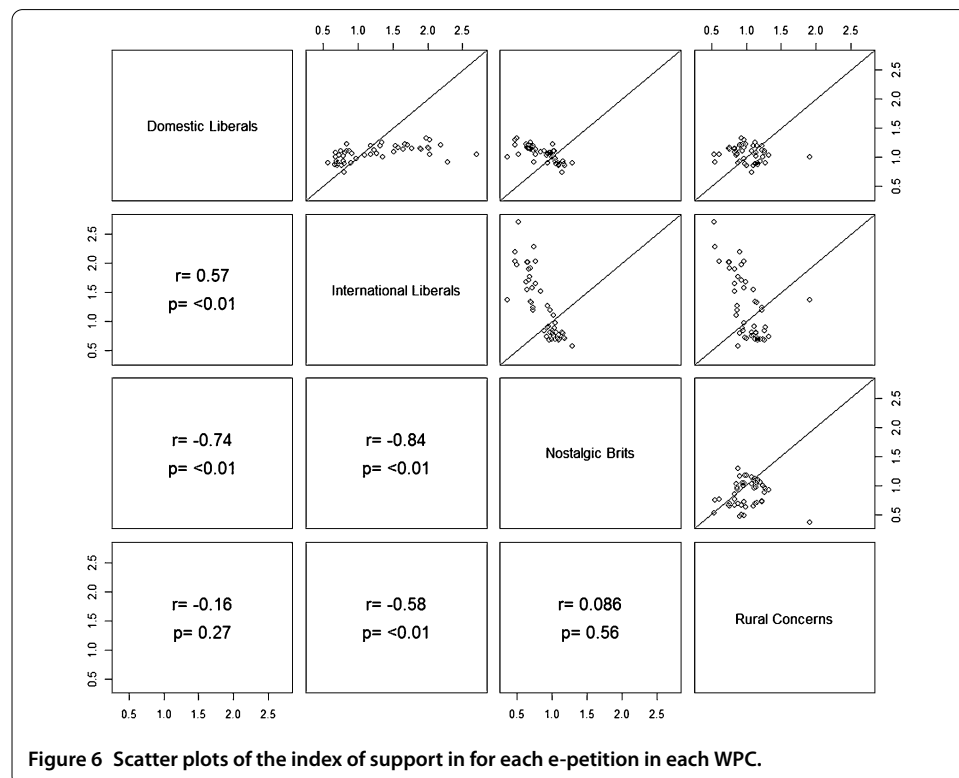 0.5 1.0 1.5 2.0 2.5 0.5 1.0 1.5 2.0 2.5
Domestic Liberals
2.5
2.0
1.5
1.0
0.5
2.5
2.0
1.5
1.0
0.5
r= 0.57
p= <0.01
International Liberals
r= -0.74
p= <0.01
r= -0.84
p= <0.01
Nostalgic Brits
2.5
2.0
1.5
1.0
0.5
2.5
2.0
1.5
1.0
0.5
r= -0.16
p= 0.27
r= -0.58
p= <0.01
r= 0.086
p= 0.56
Rural Concerns
0.5 1.0 1.5 2.0 2.5 0.5 1.0 1.5 2.0 2.5
Figure 6 Scatter plots of the index of support in for each e-petition in each WPC.